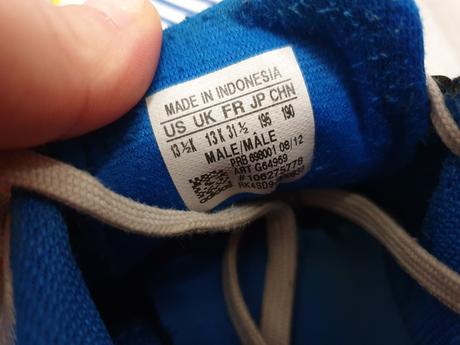 MADE IN INDONESIA
US UK FR JP CHN
13 ½K 13K 31 ½ 195 190
MALE/MÂLE
PRB 698001 08/12
ART G64969
# 106275778